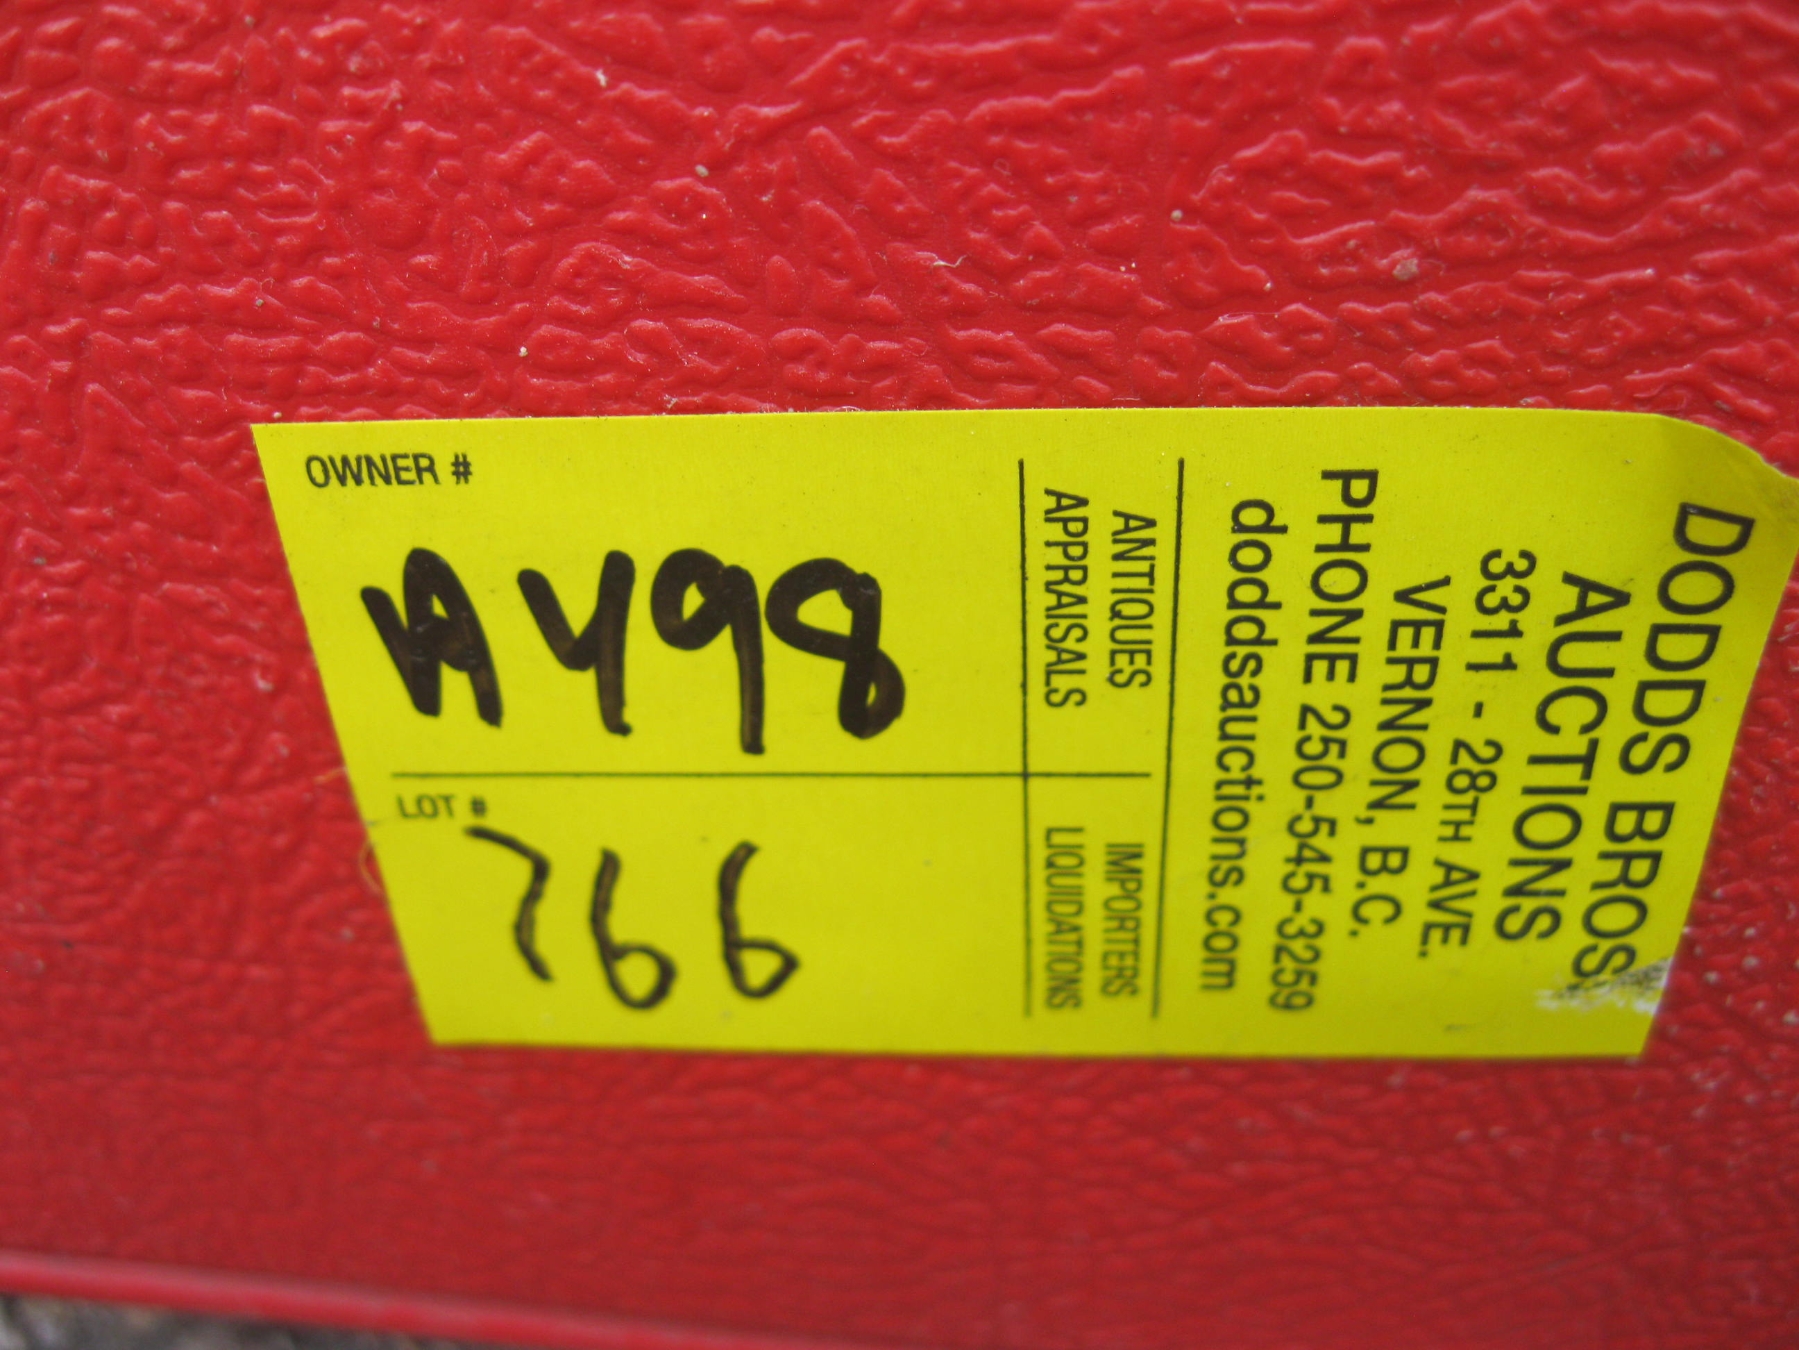 DODDS BROS
AUCTIONS
3311 - 28TH AVE.
VERNON, B.C.
PHONE 250-545-3259
doddsauctions.com
ANTIQUES
APPRAISALS
IMPORTERS
LIQUIDATIONS
OWNER #
A498
LOT #
266